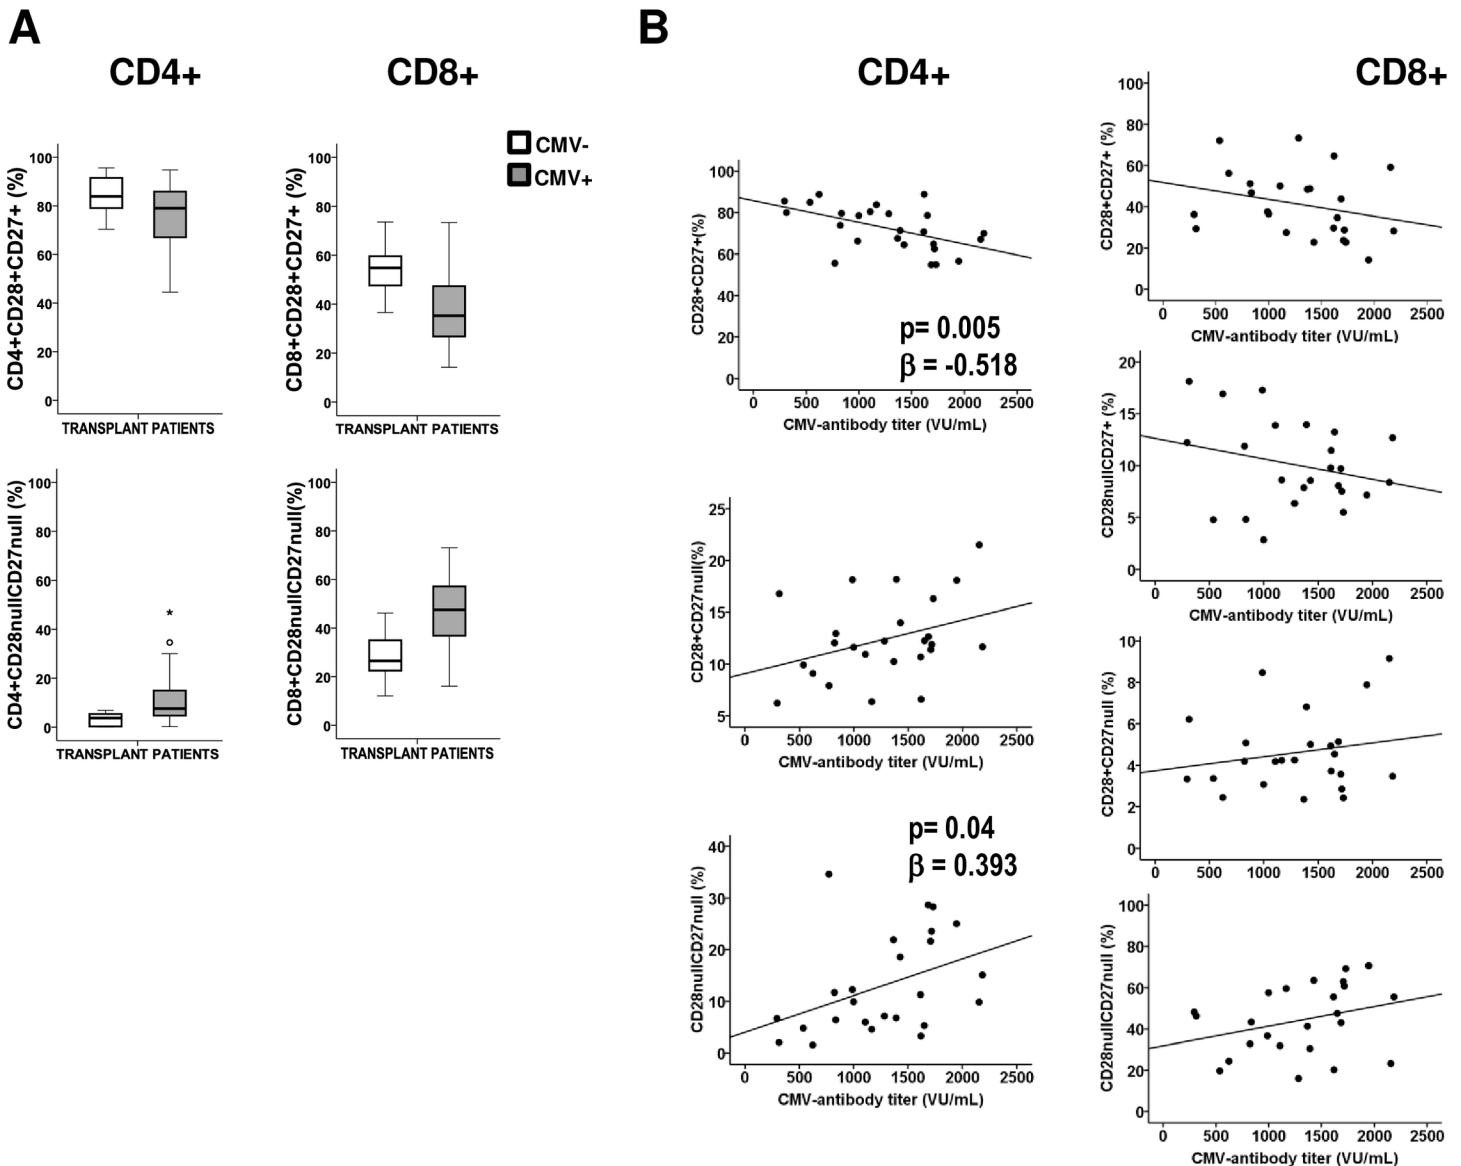 A
CD4+
CD8+
CMV-
CMV+
CD4+CD28+CD27+ (%)
100
80
60
40
20
0
TRANSPLANT PATIENTS
CD8+CD28+CD27+ (%)
100
80
60
40
20
0
TRANSPLANT PATIENTS
CD4+CD28nullCD27null (%)
100
80
60
40
20
0
*
TRANSPLANT PATIENTS
CD8+CD28nullCD27null(%)
100
80
60
40
20
0
TRANSPLANT PATIENTS
B
CD4+
CD28+CD27+(%)
100
80
60
40
20
0
p= 0.005
β = -0.518
0 500 1000 1500 2000 2500
CMV-antibody titer (VU/mL)
CD28+CD27null(%)
25
20
15
10
5
0 500 1000 1500 2000 2500
CMV-antibody titer (VU/mL)
CD28nullCD27null (%)
40
30
20
10
0
p= 0.04
β = 0.393
0 500 1000 1500 2000 2500
CMV-antibody titer (VU/mL)
CD8+
CD28+CD27+ (%)
100
80
60
40
20
0
0 500 1000 1500 2000 2500
CMV-antibody titer (VU/mL)
CD28nullCD27+ (%)
20
15
10
5
0
0 500 1000 1500 2000 2500
CMV-antibody titer (VU/mL)
CD28+CD27null (%)
10
8
6
4
2
0
0 500 1000 1500 2000 2500
CD28nullCD27null (%)
100
80
60
40
20
0
0 500 1000 1500 2000 2500
CMV-antibody titer (VU/mL)